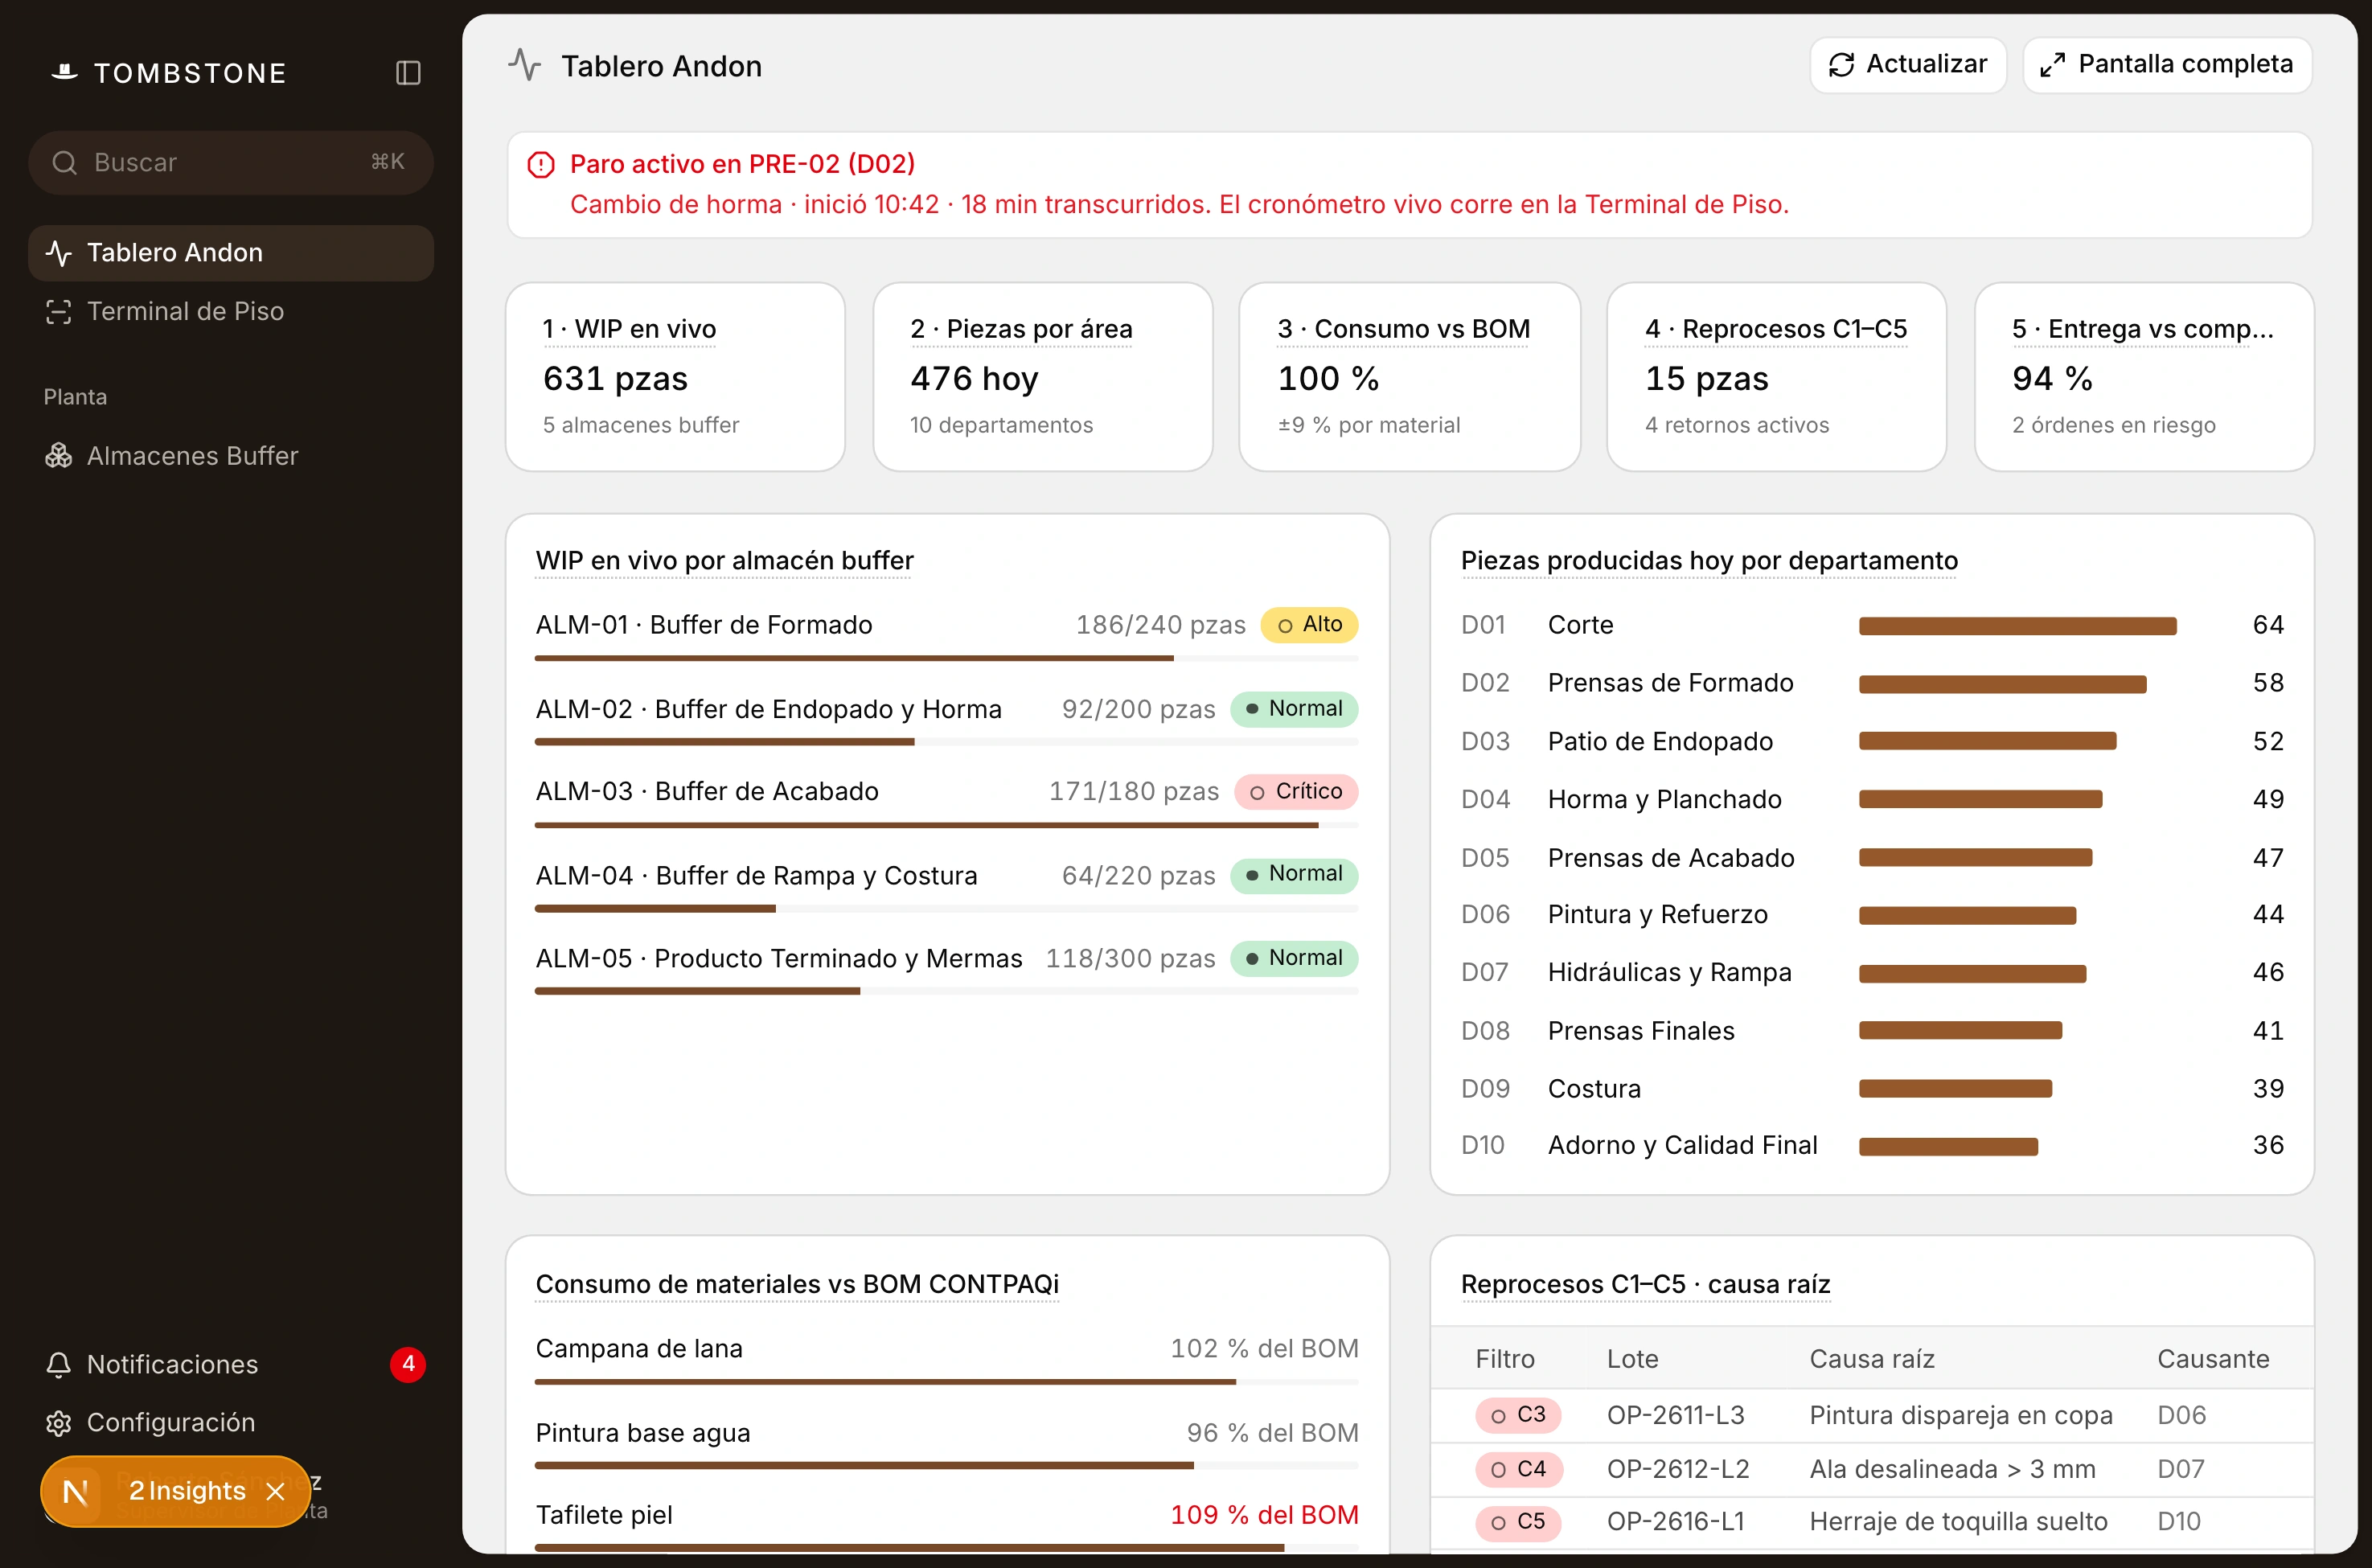 TOMBSTONE
Buscar ⌘K
Tablero Andon
Terminal de Piso
Planta
Almacenes Buffer
Notificaciones 4
Configuración
2 Insights
Tablero Andon
Actualizar
Pantalla completa
Paro activo en PRE-02 (D02)
Cambio de horma · inició 10:42 · 18 min transcurridos. El cronómetro vivo corre en la Terminal de Piso.
1 · WIP en vivo
631 pzas
5 almacenes buffer
2 · Piezas por área
476 hoy
10 departamentos
3 · Consumo vs BOM
100 %
±9 % por material
4 · Reprocesos C1–C5
15 pzas
4 retornos activos
5 · Entrega vs comp...
94 %
2 órdenes en riesgo
WIP en vivo por almacén buffer
ALM-01 · Buffer de Formado 186/240 pzas Alto
ALM-02 · Buffer de Endopado y Horma 92/200 pzas Normal
ALM-03 · Buffer de Acabado 171/180 pzas Crítico
ALM-04 · Buffer de Rampa y Costura 64/220 pzas Normal
ALM-05 · Producto Terminado y Mermas 118/300 pzas Normal
Piezas producidas hoy por departamento
D01 Corte 64
D02 Prensas de Formado 58
D03 Patio de Endopado 52
D04 Horma y Planchado 49
D05 Prensas de Acabado 47
D06 Pintura y Refuerzo 44
D07 Hidráulicas y Rampa 46
D08 Prensas Finales 41
D09 Costura 39
D10 Adorno y Calidad Final 36
Consumo de materiales vs BOM CONTPAQi
Campana de lana 102 % del BOM
Pintura base agua 96 % del BOM
Tafilete piel 109 % del BOM
Reprocesos C1–C5 · causa raíz
Filtro Lote Causa raíz Causante
C3 OP-2611-L3 Pintura dispareja en copa D06
C4 OP-2612-L2 Ala desalineada > 3 mm D07
C5 OP-2616-L1 Herraje de toquilla suelto D10